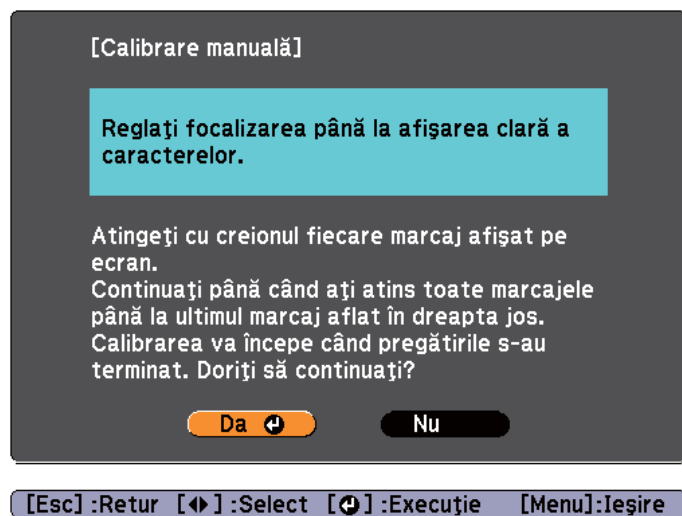 [Calibrare manuală]
Reglaţi focalizarea până la afişarea clară a
caracterelor.
Atingeţi cu creionul fiecare marcaj afişat pe
ecran.
Continuaţi până când aţi atins toate marcajele
până la ultimul marcaj aflat în dreapta jos.
Calibrarea va începe când pregătirile s-au
terminat. Doriţi să continuaţi?
Da Nu
[Esc] :Retur [◆] :Select [↵] :Execuţie [Menu]:Ieşire